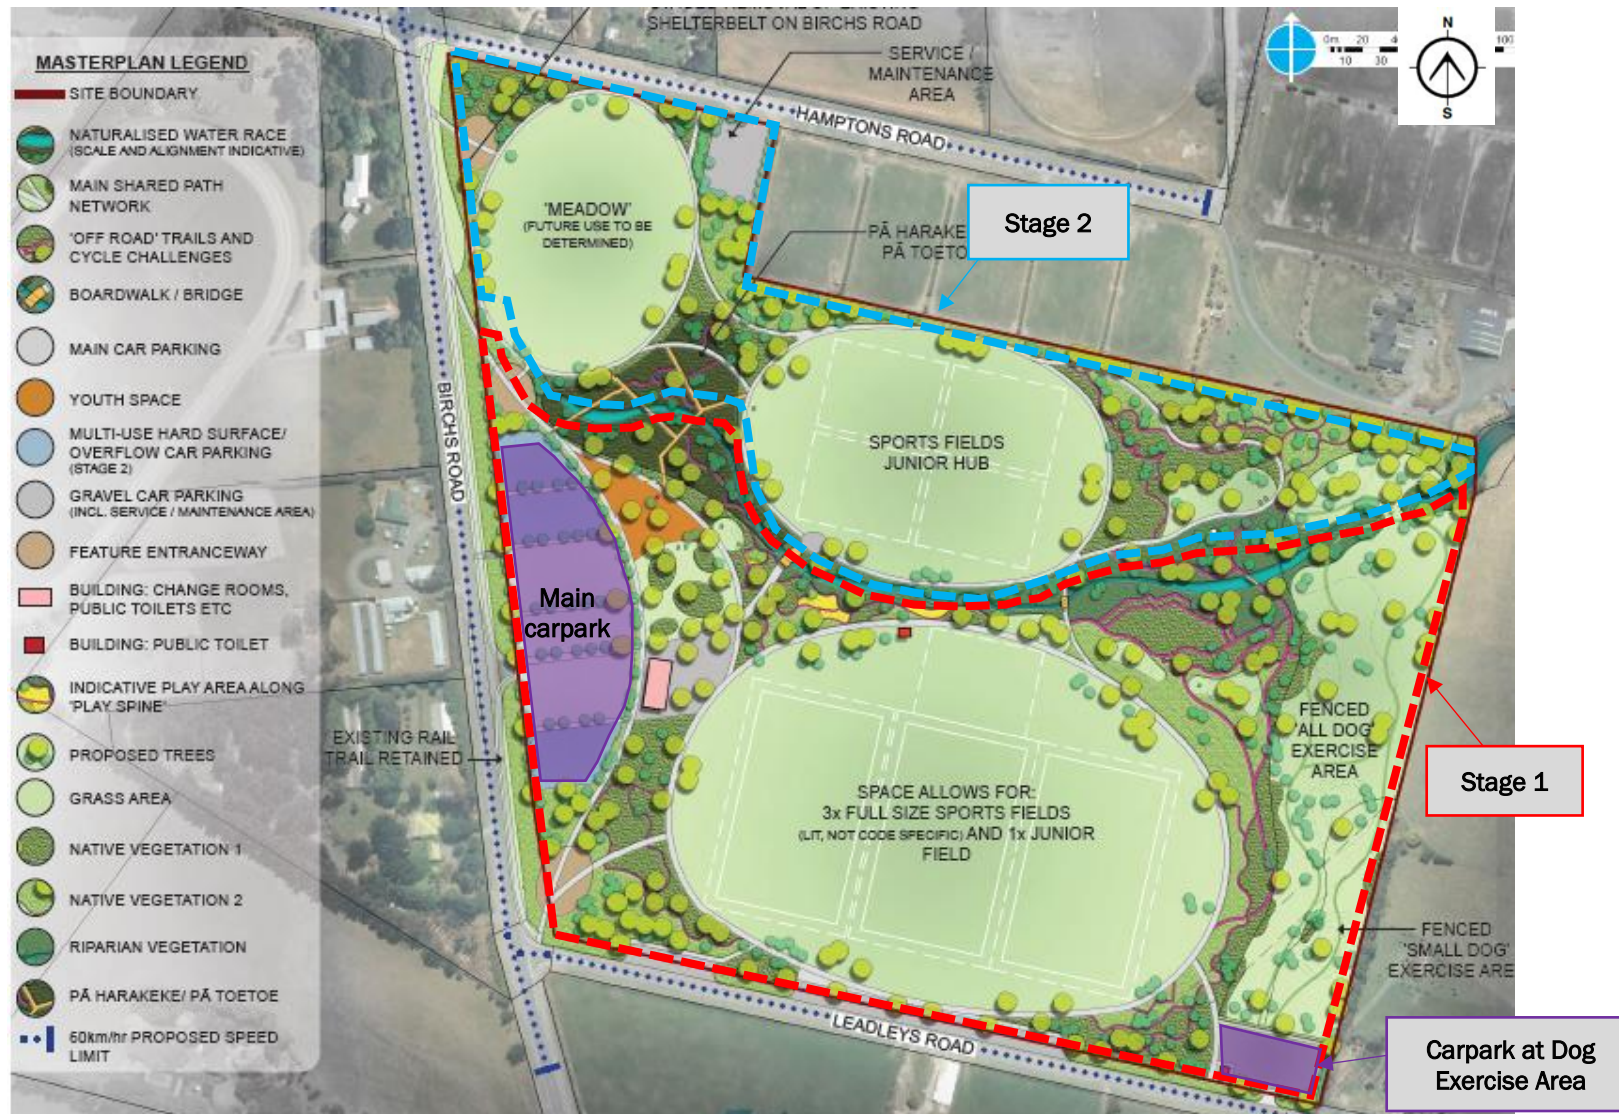 SHELTERBELT ON BIRCHS ROAD
SERVICE /
MAINTENANCE
AREA
N
S
0m
20
10
30
100
MASTERPLAN LEGEND
SITE BOUNDARY
NATURALISED WATER RACE
(SCALE AND ALIGNMENT INDICATIVE)
MAIN SHARED PATH
NETWORK
'OFF ROAD' TRAILS AND
CYCLE CHALLENGES
BOARDWALK / BRIDGE
MAIN CAR PARKING
YOUTH SPACE
MULTI-USE HARD SURFACE/
OVERFLOW CAR PARKING
(STAGE 2)
GRAVEL CAR PARKING
(INCL. SERVICE / MAINTENANCE AREA)
FEATURE ENTRANCEWAY
BUILDING: CHANGE ROOMS,
PUBLIC TOILETS ETC
BUILDING: PUBLIC TOILET
INDICATIVE PLAY AREA ALONG
'PLAY SPINE'
PROPOSED TREES
GRASS AREA
NATIVE VEGETATION 1
NATIVE VEGETATION 2
RIPARIAN VEGETATION
PĀ HARAKEKE/ PĀ TOETOE
60km/hr PROPOSED SPEED
LIMIT
HAMPTONS ROAD
'MEADOW'
(FUTURE USE TO BE
DETERMINED)
Stage 2
PĀ HARAKE
PĀ TOETO
BIRCHS ROAD
SPORTS FIELDS
JUNIOR HUB
Main
carpark
EXISTING RAIL
TRAIL RETAINED
FENCED
'ALL DOG'
EXERCISE
AREA
Stage 1
SPACE ALLOWS FOR:
3x FULL SIZE SPORTS FIELDS
(LIT, NOT CODE SPECIFIC) AND 1x JUNIOR
FIELD
FENCED
'SMALL DOG'
EXERCISE ARE
LEADLEYS ROAD
Carpark at Dog
Exercise Area